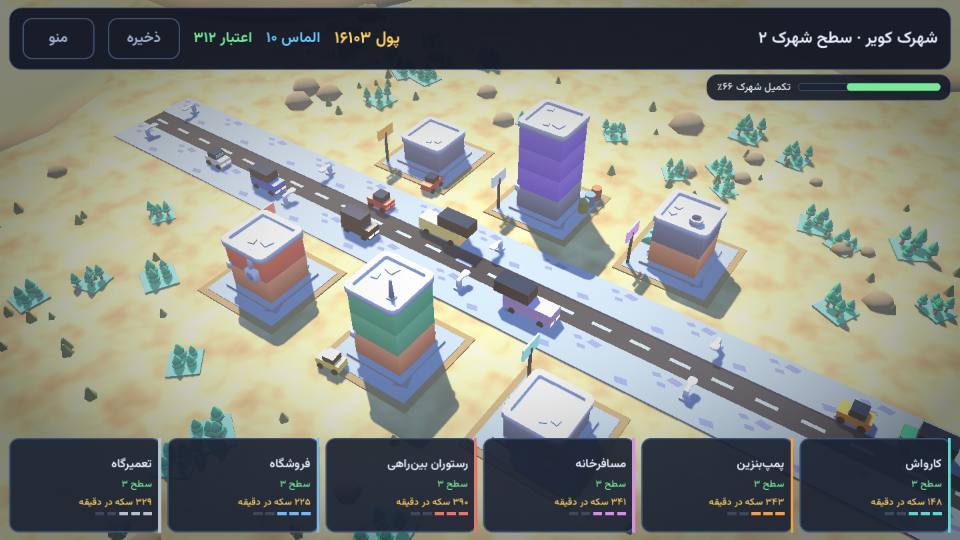 شهرک کویر · سطح شهرک ۲
پول ۱۶۱۰۳
الماس ۱۰
اعتبار ۳۱۲
ذخیره
منو
تکمیل شهرک ۶۶٪
کارواش
سطح ۳
۱۴۸ سکه در دقیقه
پمپ‌بنزین
سطح ۳
۳۴۳ سکه در دقیقه
مسافرخانه
سطح ۳
۳۴۱ سکه در دقیقه
رستوران بین‌راهی
سطح ۳
۳۹۰ سکه در دقیقه
فروشگاه
سطح ۳
۲۲۵ سکه در دقیقه
تعمیرگاه
سطح ۳
۳۲۹ سکه در دقیقه